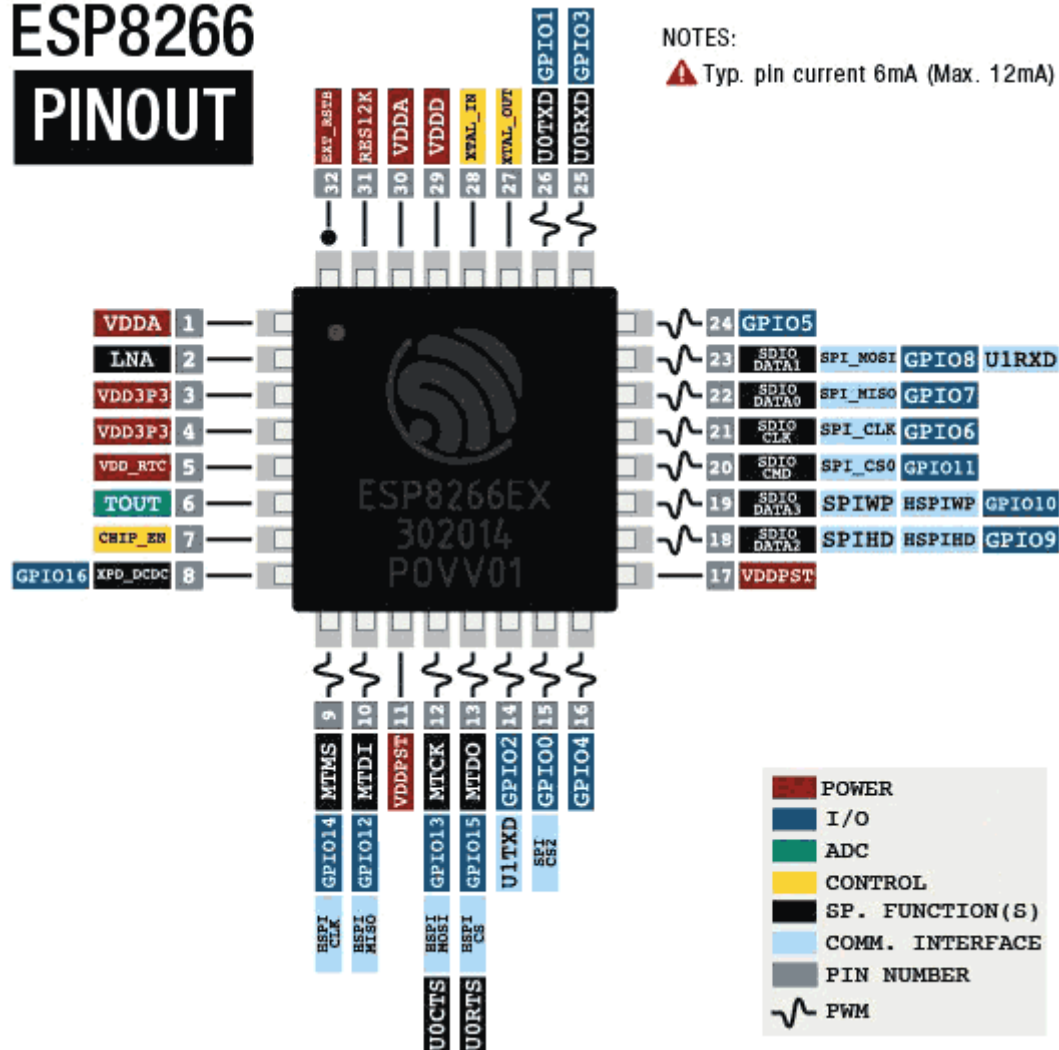 ESP8266
PINOUT
NOTES:
Typ. pin current 6mA (Max. 12mA)
EXT_RSTB 32
RES12K 31
VDDA 30
VDDD 29
XTAL_IN 28
XTAL_OUT 27
GPIO1 U0TXD 26
GPIO3 U0RXD 25
VDDA 1
LNA 2
VDD3P3 3
VDD3P3 4
VDD_RTC 5
TOUT 6
CHIP_EN 7
GPIO16 XPD_DCDC 8
ESP8266EX
302014
P0VV01
24 GPIO5
23 SDIO DATA1 SPI_MOSI GPIO8 U1RXD
22 SDIO DATA0 SPI_MISO GPIO7
21 SDIO CLK SPI_CLK GPIO6
20 SDIO CMD SPI_CS0 GPIO11
19 SDIO DATA3 SPIWP HSPIWP GPIO10
18 SDIO DATA2 SPIHD HSPIHD GPIO9
17 VDDPST
9 MTMS GPIO14 HSPI CLK
10 MTDI GPIO12 HSPI MISO
11 VDDPST
12 MTCK GPIO13 HSPI MOSI U0CTS
13 MTDO GPIO15 HSPI CS U0RTS
14 GPIO2 U1TXD
15 GPIO0 SPI CS2
16 GPIO4
POWER
I/O
ADC
CONTROL
SP. FUNCTION(S)
COMM. INTERFACE
PIN NUMBER
PWM